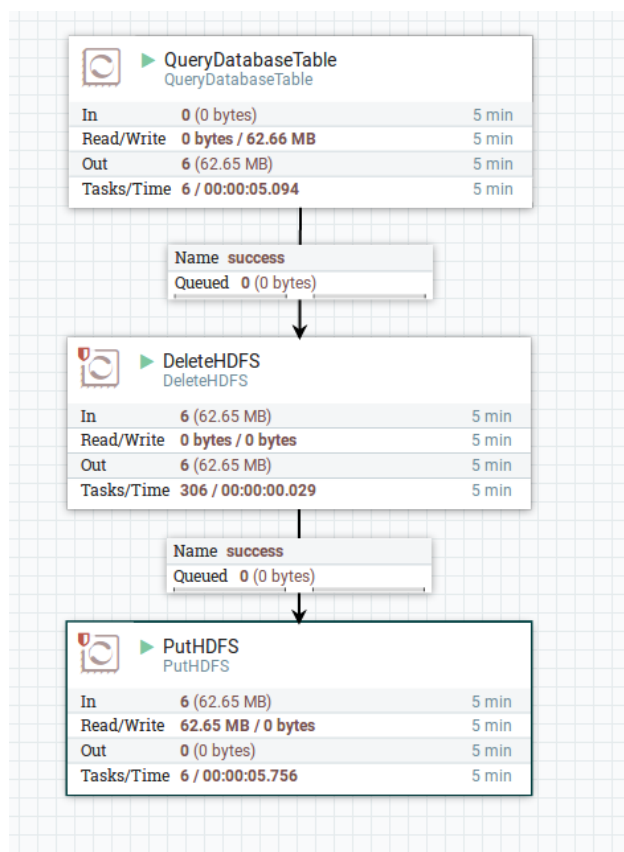 QueryDatabaseTable
QueryDatabaseTable
In 0 (0 bytes) 5 min
Read/Write 0 bytes / 62.66 MB 5 min
Out 6 (62.65 MB) 5 min
Tasks/Time 6 / 00:00:05.094 5 min
Name success
Queued 0 (0 bytes)
DeleteHDFS
DeleteHDFS
In 6 (62.65 MB) 5 min
Read/Write 0 bytes / 0 bytes 5 min
Out 6 (62.65 MB) 5 min
Tasks/Time 306 / 00:00:00.029 5 min
Name success
Queued 0 (0 bytes)
PutHDFS
PutHDFS
In 6 (62.65 MB) 5 min
Read/Write 62.65 MB / 0 bytes 5 min
Out 0 (0 bytes) 5 min
Tasks/Time 6 / 00:00:05.756 5 min